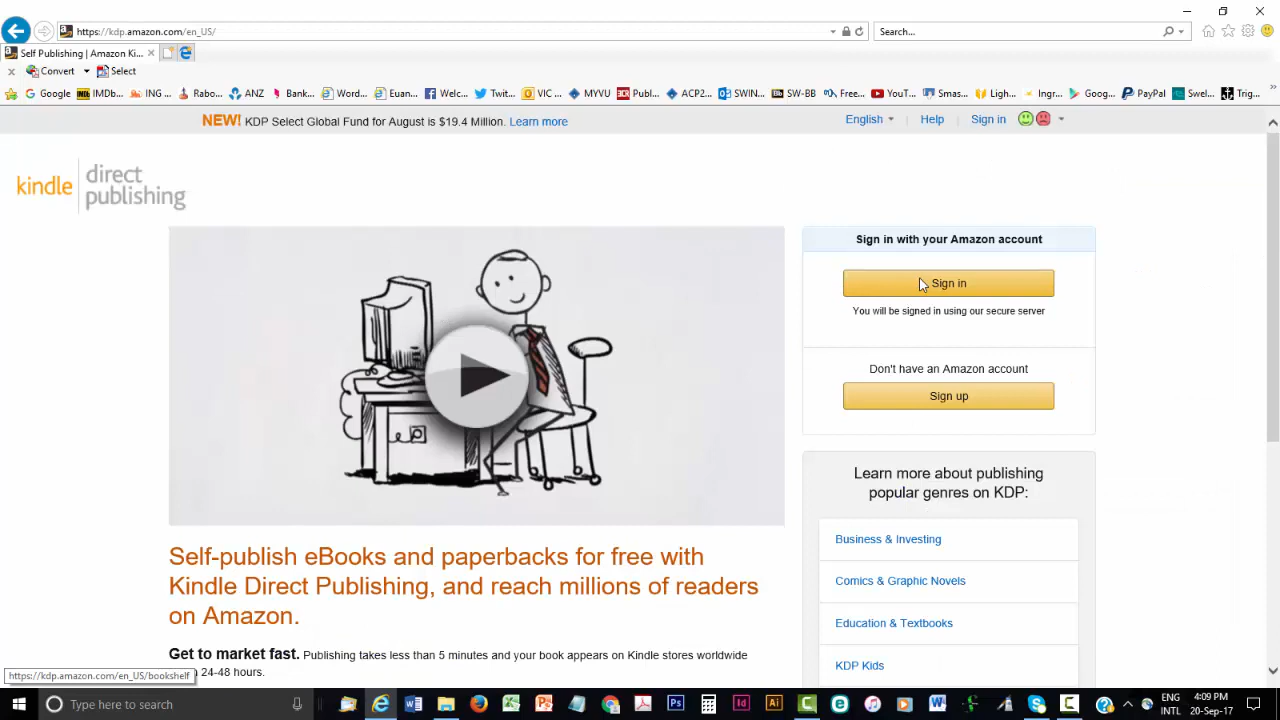 https://kdp.amazon.com/en_US/
Search...
Self Publishing | Amazon Ki...
Convert
Select
Google
IMDb...
ING ...
Rabo...
ANZ
Bank...
Word...
Euan...
Welc...
Twit...
VIC ...
MYVU
Publ...
ACP2...
SWIN...
SW-BB
Free...
YouT...
Smas...
Ligh...
Ingr...
Goog...
PayPal
Swel...
Trig...
NEW! KDP Select Global Fund for August is $19.4 Million. Learn more
English
Help
Sign in
kindle
direct
publishing
Sign in with your Amazon account
Sign in
You will be signed in using our secure server
Don't have an Amazon account
Sign up
Learn more about publishing
popular genres on KDP:
Business & Investing
Comics & Graphic Novels
Education & Textbooks
KDP Kids
Self-publish eBooks and paperbacks for free with
Kindle Direct Publishing, and reach millions of readers
on Amazon.
Get to market fast. Publishing takes less than 5 minutes and your book appears on Kindle stores worldwide
24-48 hours.
https://kdp.amazon.com/en_US/bookshelf
Type here to search
ENG
INTL
4:09 PM
20-Sep-17